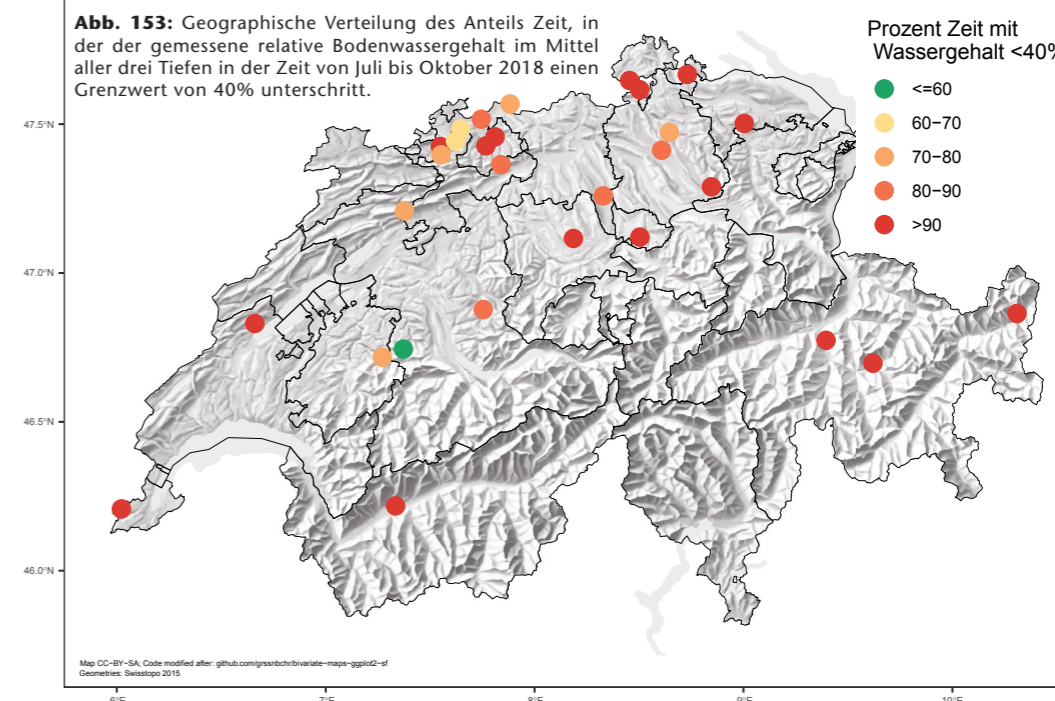 Abb. 153: Geographische Verteilung des Anteils Zeit, in
der der gemessene relative Bodenwassergehalt im Mittel
aller drei Tiefen in der Zeit von Juli bis Oktober 2018 einen
Grenzwert von 40% unterschritt.
Prozent Zeit mit
Wassergehalt <40%
<=60
60−70
70−80
80−90
>90
47.5°N
47.0°N
46.5°N
46.0°N
Map CC−BY−SA; Code modified after: github.com/grssnbchr/bivariate−maps−ggplot2−sf
Geometries: Swisstopo 2015
6°E 7°E 8°E 9°E 10°E